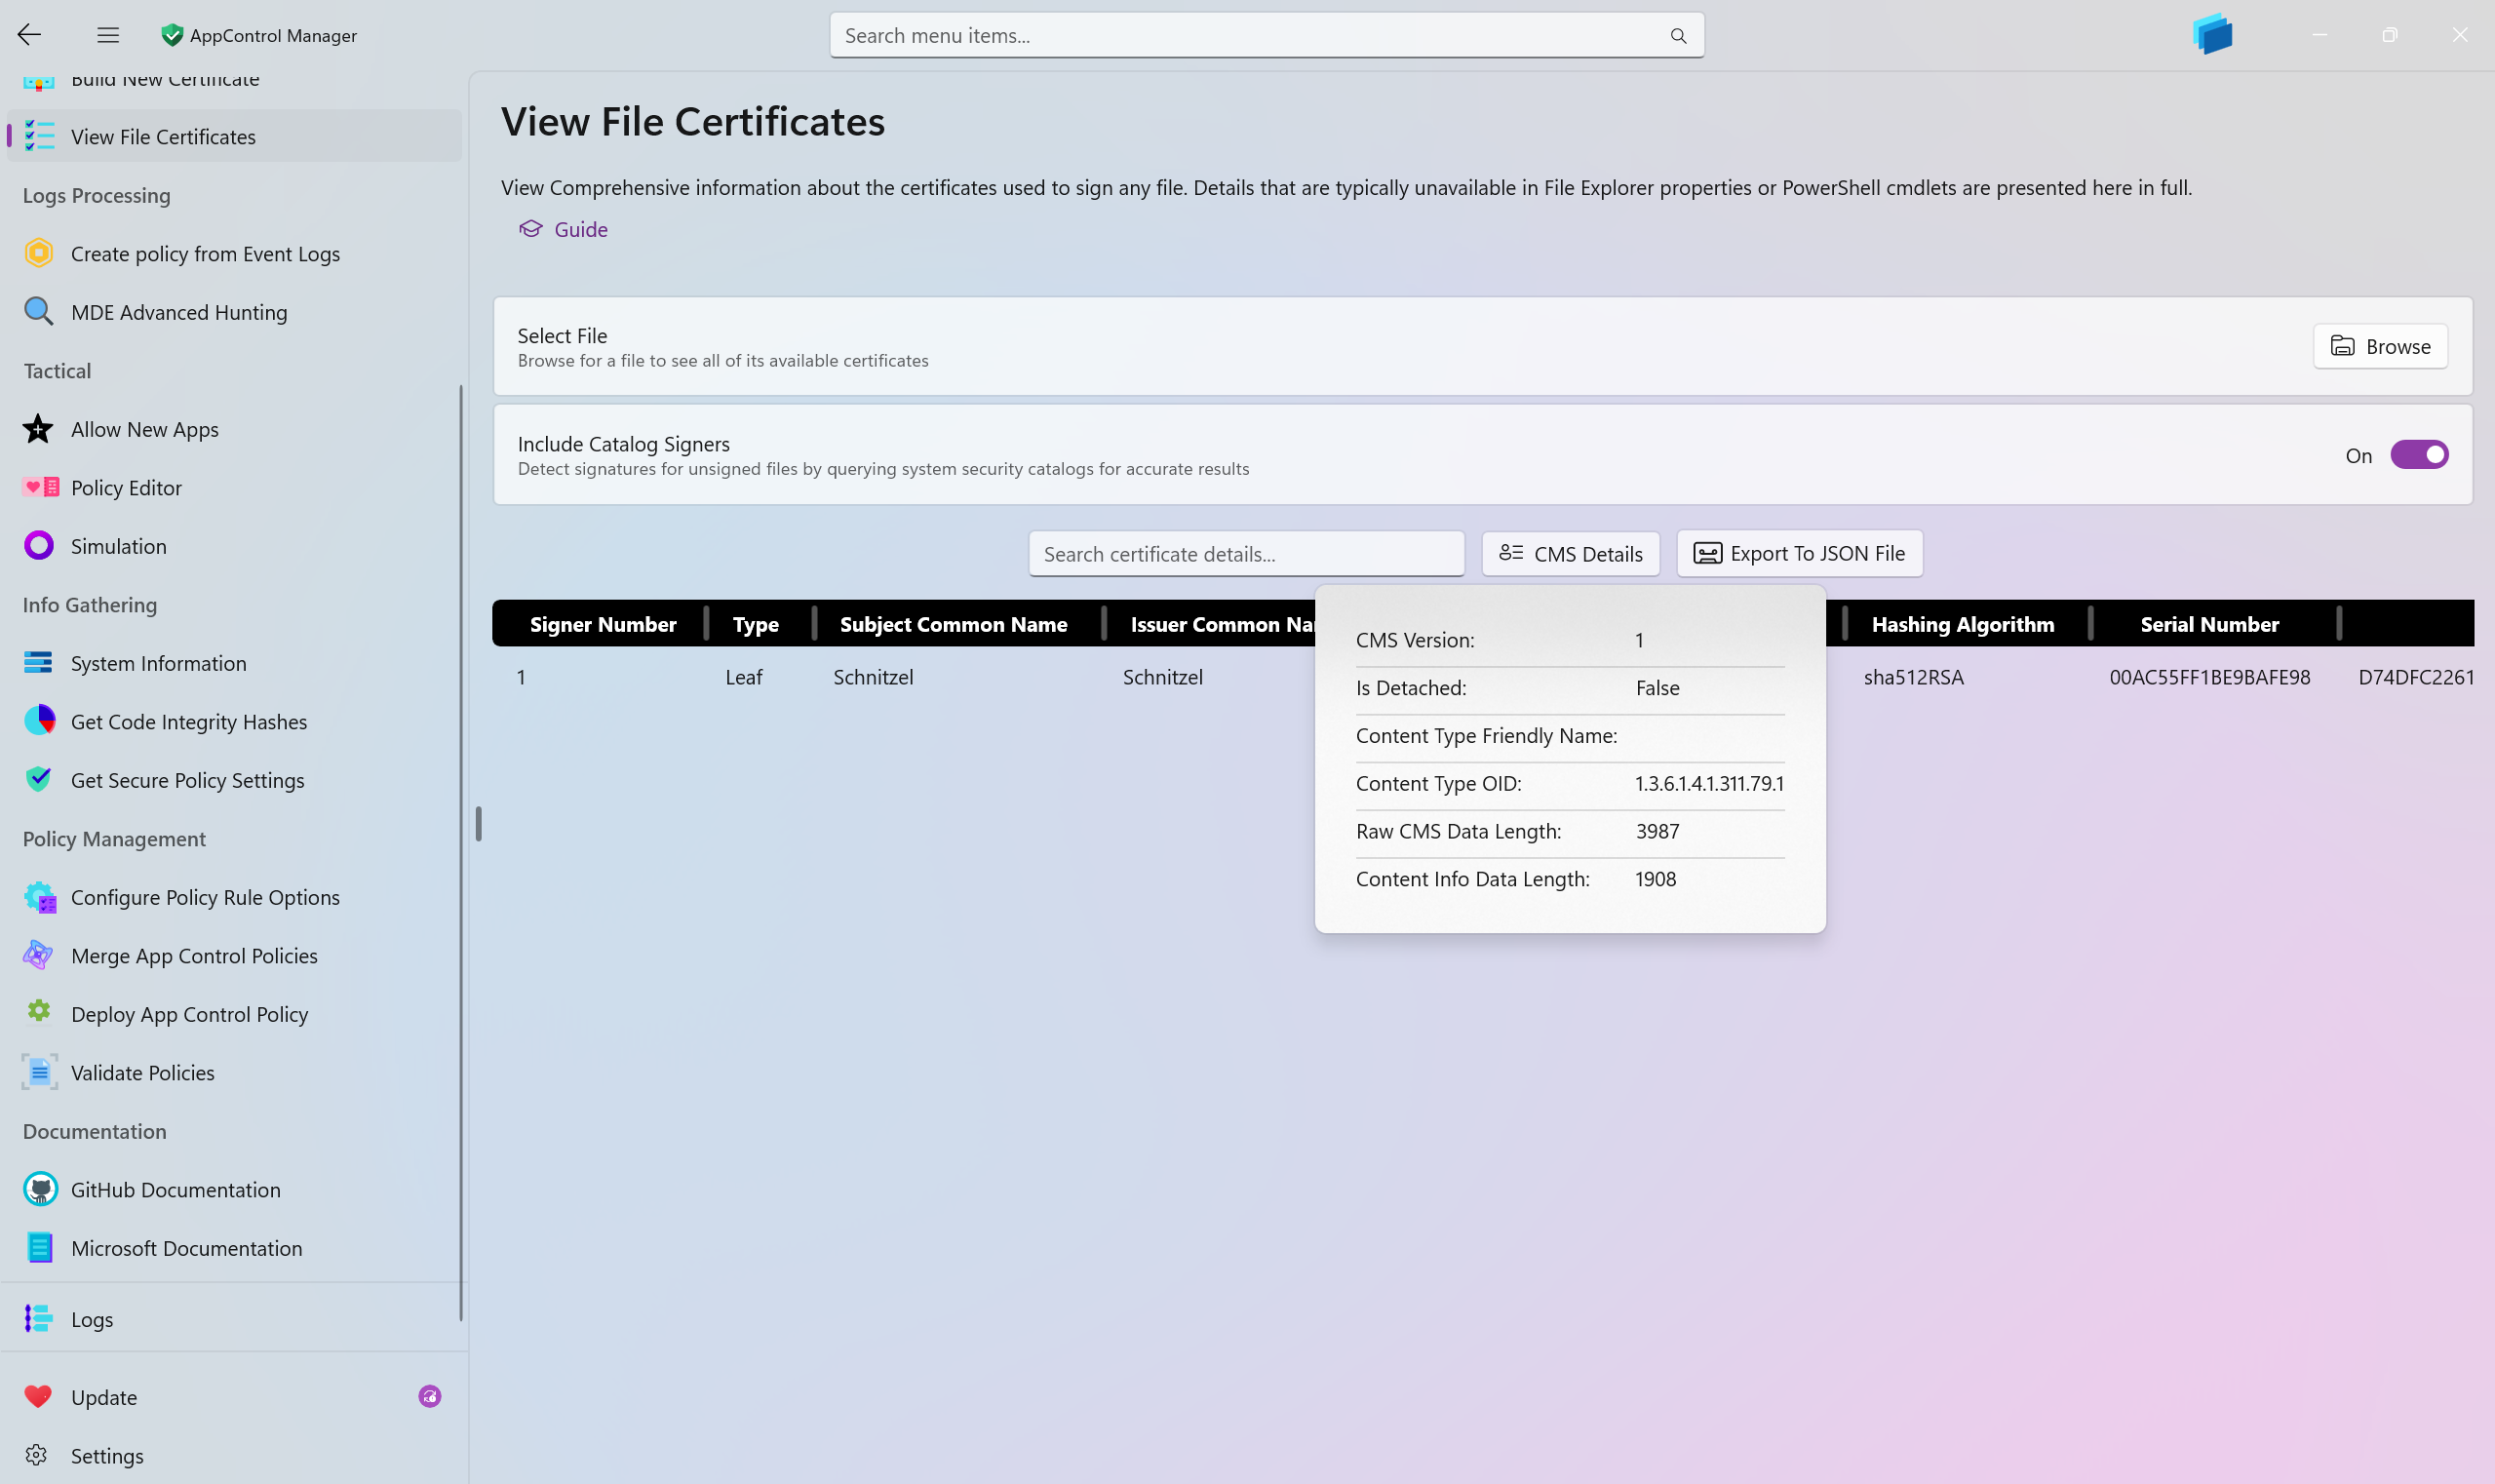 AppControl Manager
Search menu items...
Build New Certificate
View File Certificates
Logs Processing
Create policy from Event Logs
MDE Advanced Hunting
Tactical
Allow New Apps
Policy Editor
Simulation
Info Gathering
System Information
Get Code Integrity Hashes
Get Secure Policy Settings
Policy Management
Configure Policy Rule Options
Merge App Control Policies
Deploy App Control Policy
Validate Policies
Documentation
GitHub Documentation
Microsoft Documentation
Logs
Update
Settings
View File Certificates
View Comprehensive information about the certificates used to sign any file. Details that are typically unavailable in File Explorer properties or PowerShell cmdlets are presented here in full.
Guide
Select File
Browse for a file to see all of its available certificates
Browse
Include Catalog Signers
Detect signatures for unsigned files by querying system security catalogs for accurate results
On
Search certificate details...
CMS Details
Export To JSON File
Signer Number Type Subject Common Name Issuer Common Na Hashing Algorithm Serial Number
1 Leaf Schnitzel Schnitzel sha512RSA 00AC55FF1BE9BAFE98 D74DFC2261
CMS Version: 1
Is Detached: False
Content Type Friendly Name:
Content Type OID: 1.3.6.1.4.1.311.79.1
Raw CMS Data Length: 3987
Content Info Data Length: 1908